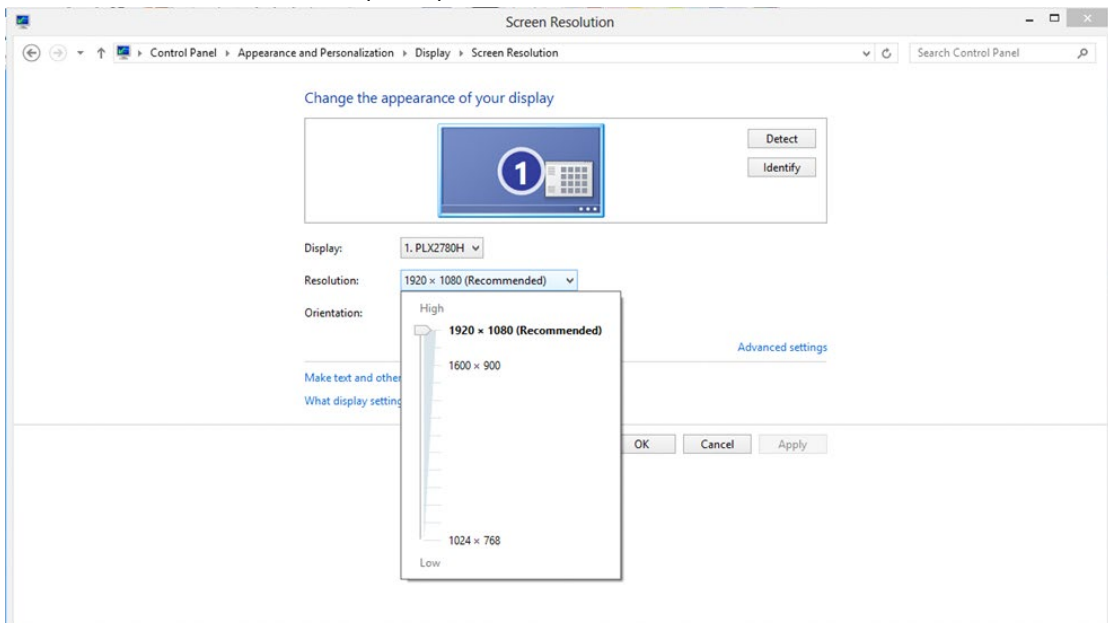 Screen Resolution
Control Panel Appearance and Personalization Display Screen Resolution
Search Control Panel
Change the appearance of your display
1
Detect
Identify
Display: 1. PLX2780H
Resolution: 1920 × 1080 (Recommended)
Orientation:
High
1920 × 1080 (Recommended)
1600 × 900
1024 × 768
Low
Advanced settings
Make text and other
What display setting
OK Cancel Apply